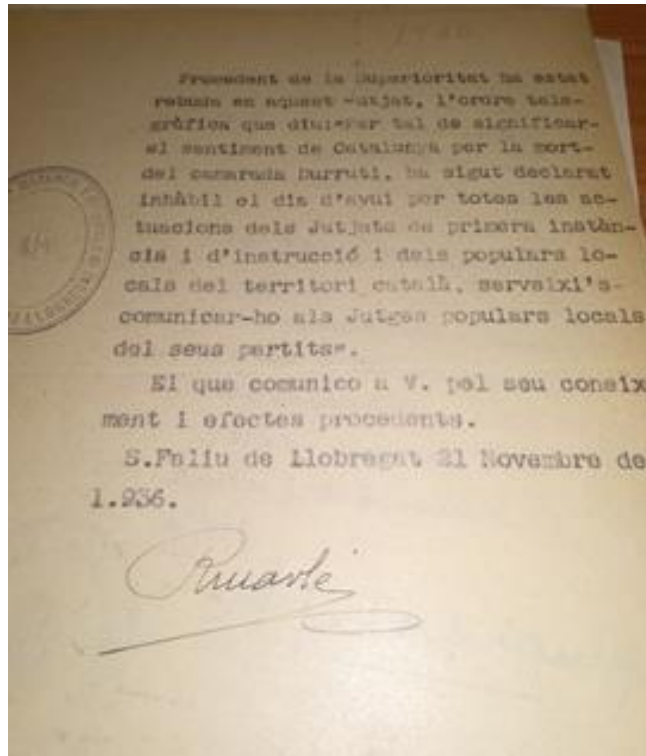 Procedent de la Superioritat ha estat
rebuda en aquest Jutjat, l'ordre tele-
gràfica que diu:"Per tal de significar-
el sentiment de Catalunya per la mort-
del camarada Durruti, ha sigut declarat
inhàbil el dia d'avui per totes les ac-
tuacions dels Jutjats de primera instàn-
cia i d'instrucció i dels populars lo-
cals del territori català, serveixi's-
comunicar-ho als Jutges populars locals
del seus partits".
El que comunico a V. pel seu coneix
ment i efectes procedents.
S.Feliu de Llobregat 21 Novembre de
1.936.